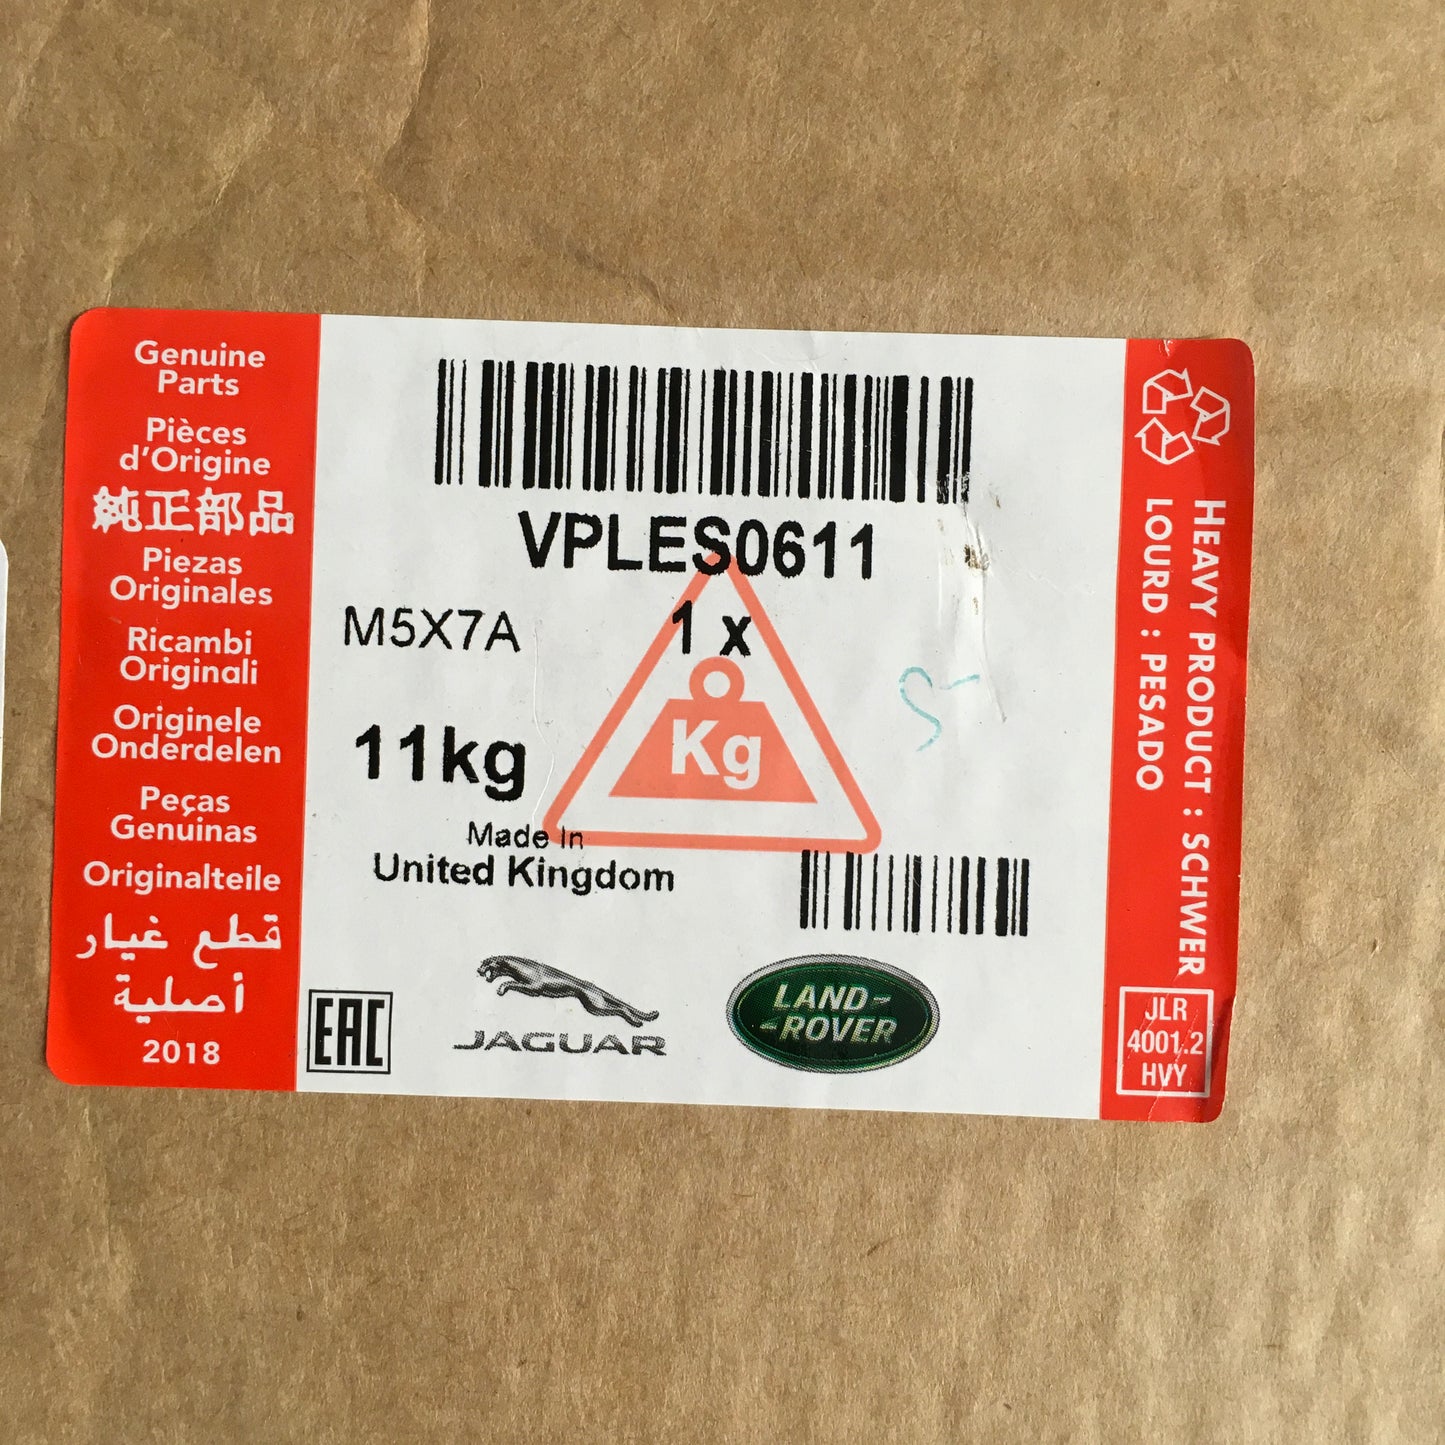 Genuine
Parts
Pièces
d'Origine
純正部品
Piezas
Originales
Ricambi
Originali
Originele
Onderdelen
Peças
Genuinas
Originalteile
قطع غيار
أصلية
2018
VPLES0611
M5X7A
1 x
Kg
11kg
Made In
United Kingdom
EAC
JAGUAR
LAND-
-ROVER
HEAVY PRODUCT : SCHWER
LOURD : PESADO
JLR
4001.2
HVY